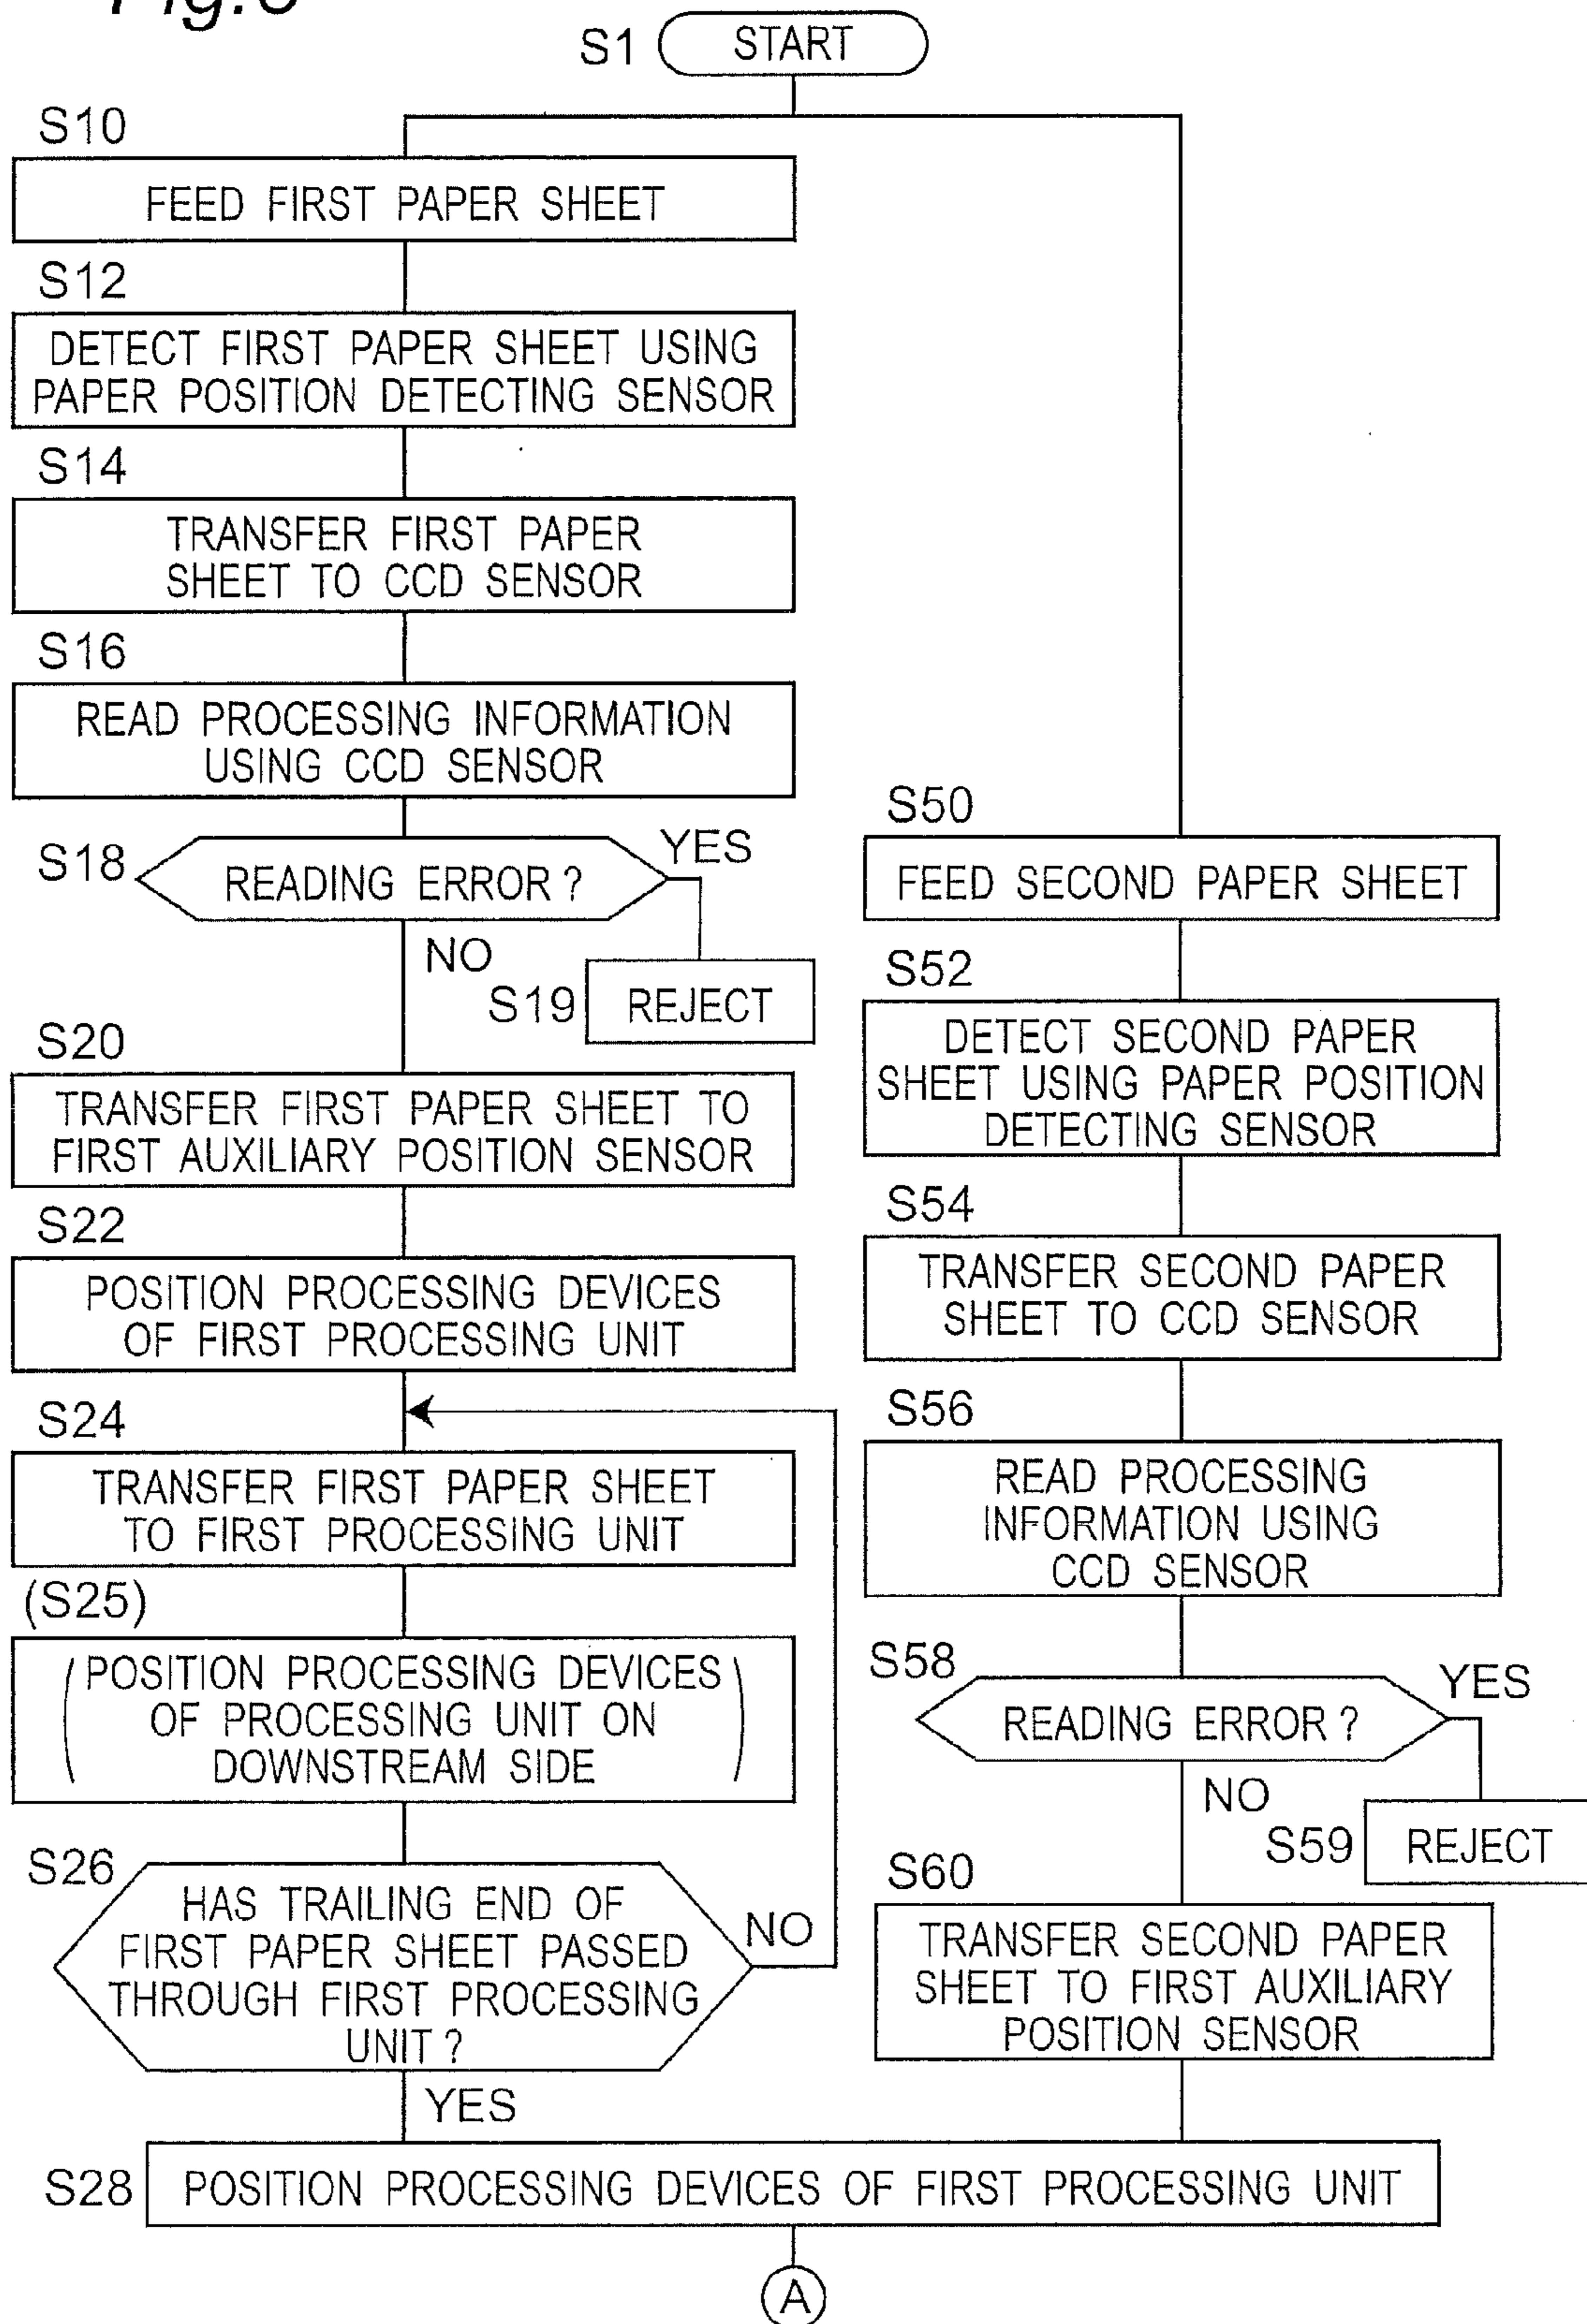 S1
START
S10
FEED FIRST PAPER SHEET
S12
DETECT FIRST PAPER SHEET USING
PAPER POSITION DETECTING SENSOR
S14
TRANSFER FIRST PAPER
SHEET TO CCD SENSOR
S16
READ PROCESSING INFORMATION
USING CCD SENSOR
S18
READING ERROR ?
YES
NO
S19
REJECT
S20
TRANSFER FIRST PAPER SHEET TO
FIRST AUXILIARY POSITION SENSOR
S22
POSITION PROCESSING DEVICES
OF FIRST PROCESSING UNIT
S24
TRANSFER FIRST PAPER SHEET
TO FIRST PROCESSING UNIT
(S25)
(POSITION PROCESSING DEVICES
OF PROCESSING UNIT ON
DOWNSTREAM SIDE)
S26
HAS TRAILING END OF
FIRST PAPER SHEET PASSED
THROUGH FIRST PROCESSING
UNIT ?
NO
YES
S50
FEED SECOND PAPER SHEET
S52
DETECT SECOND PAPER
SHEET USING PAPER POSITION
DETECTING SENSOR
S54
TRANSFER SECOND PAPER
SHEET TO CCD SENSOR
S56
READ PROCESSING
INFORMATION USING
CCD SENSOR
S58
READING ERROR ?
YES
NO
S59
REJECT
S60
TRANSFER SECOND PAPER
SHEET TO FIRST AUXILIARY
POSITION SENSOR
S28
POSITION PROCESSING DEVICES OF FIRST PROCESSING UNIT
A